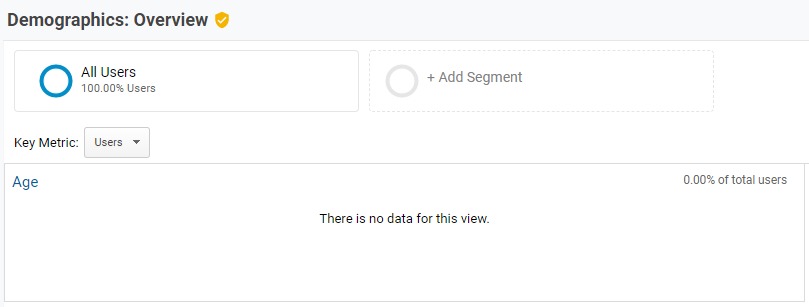 Demographics: Overview
All Users
100.00% Users
+ Add Segment
Key Metric: Users
Age
0.00% of total users
There is no data for this view.